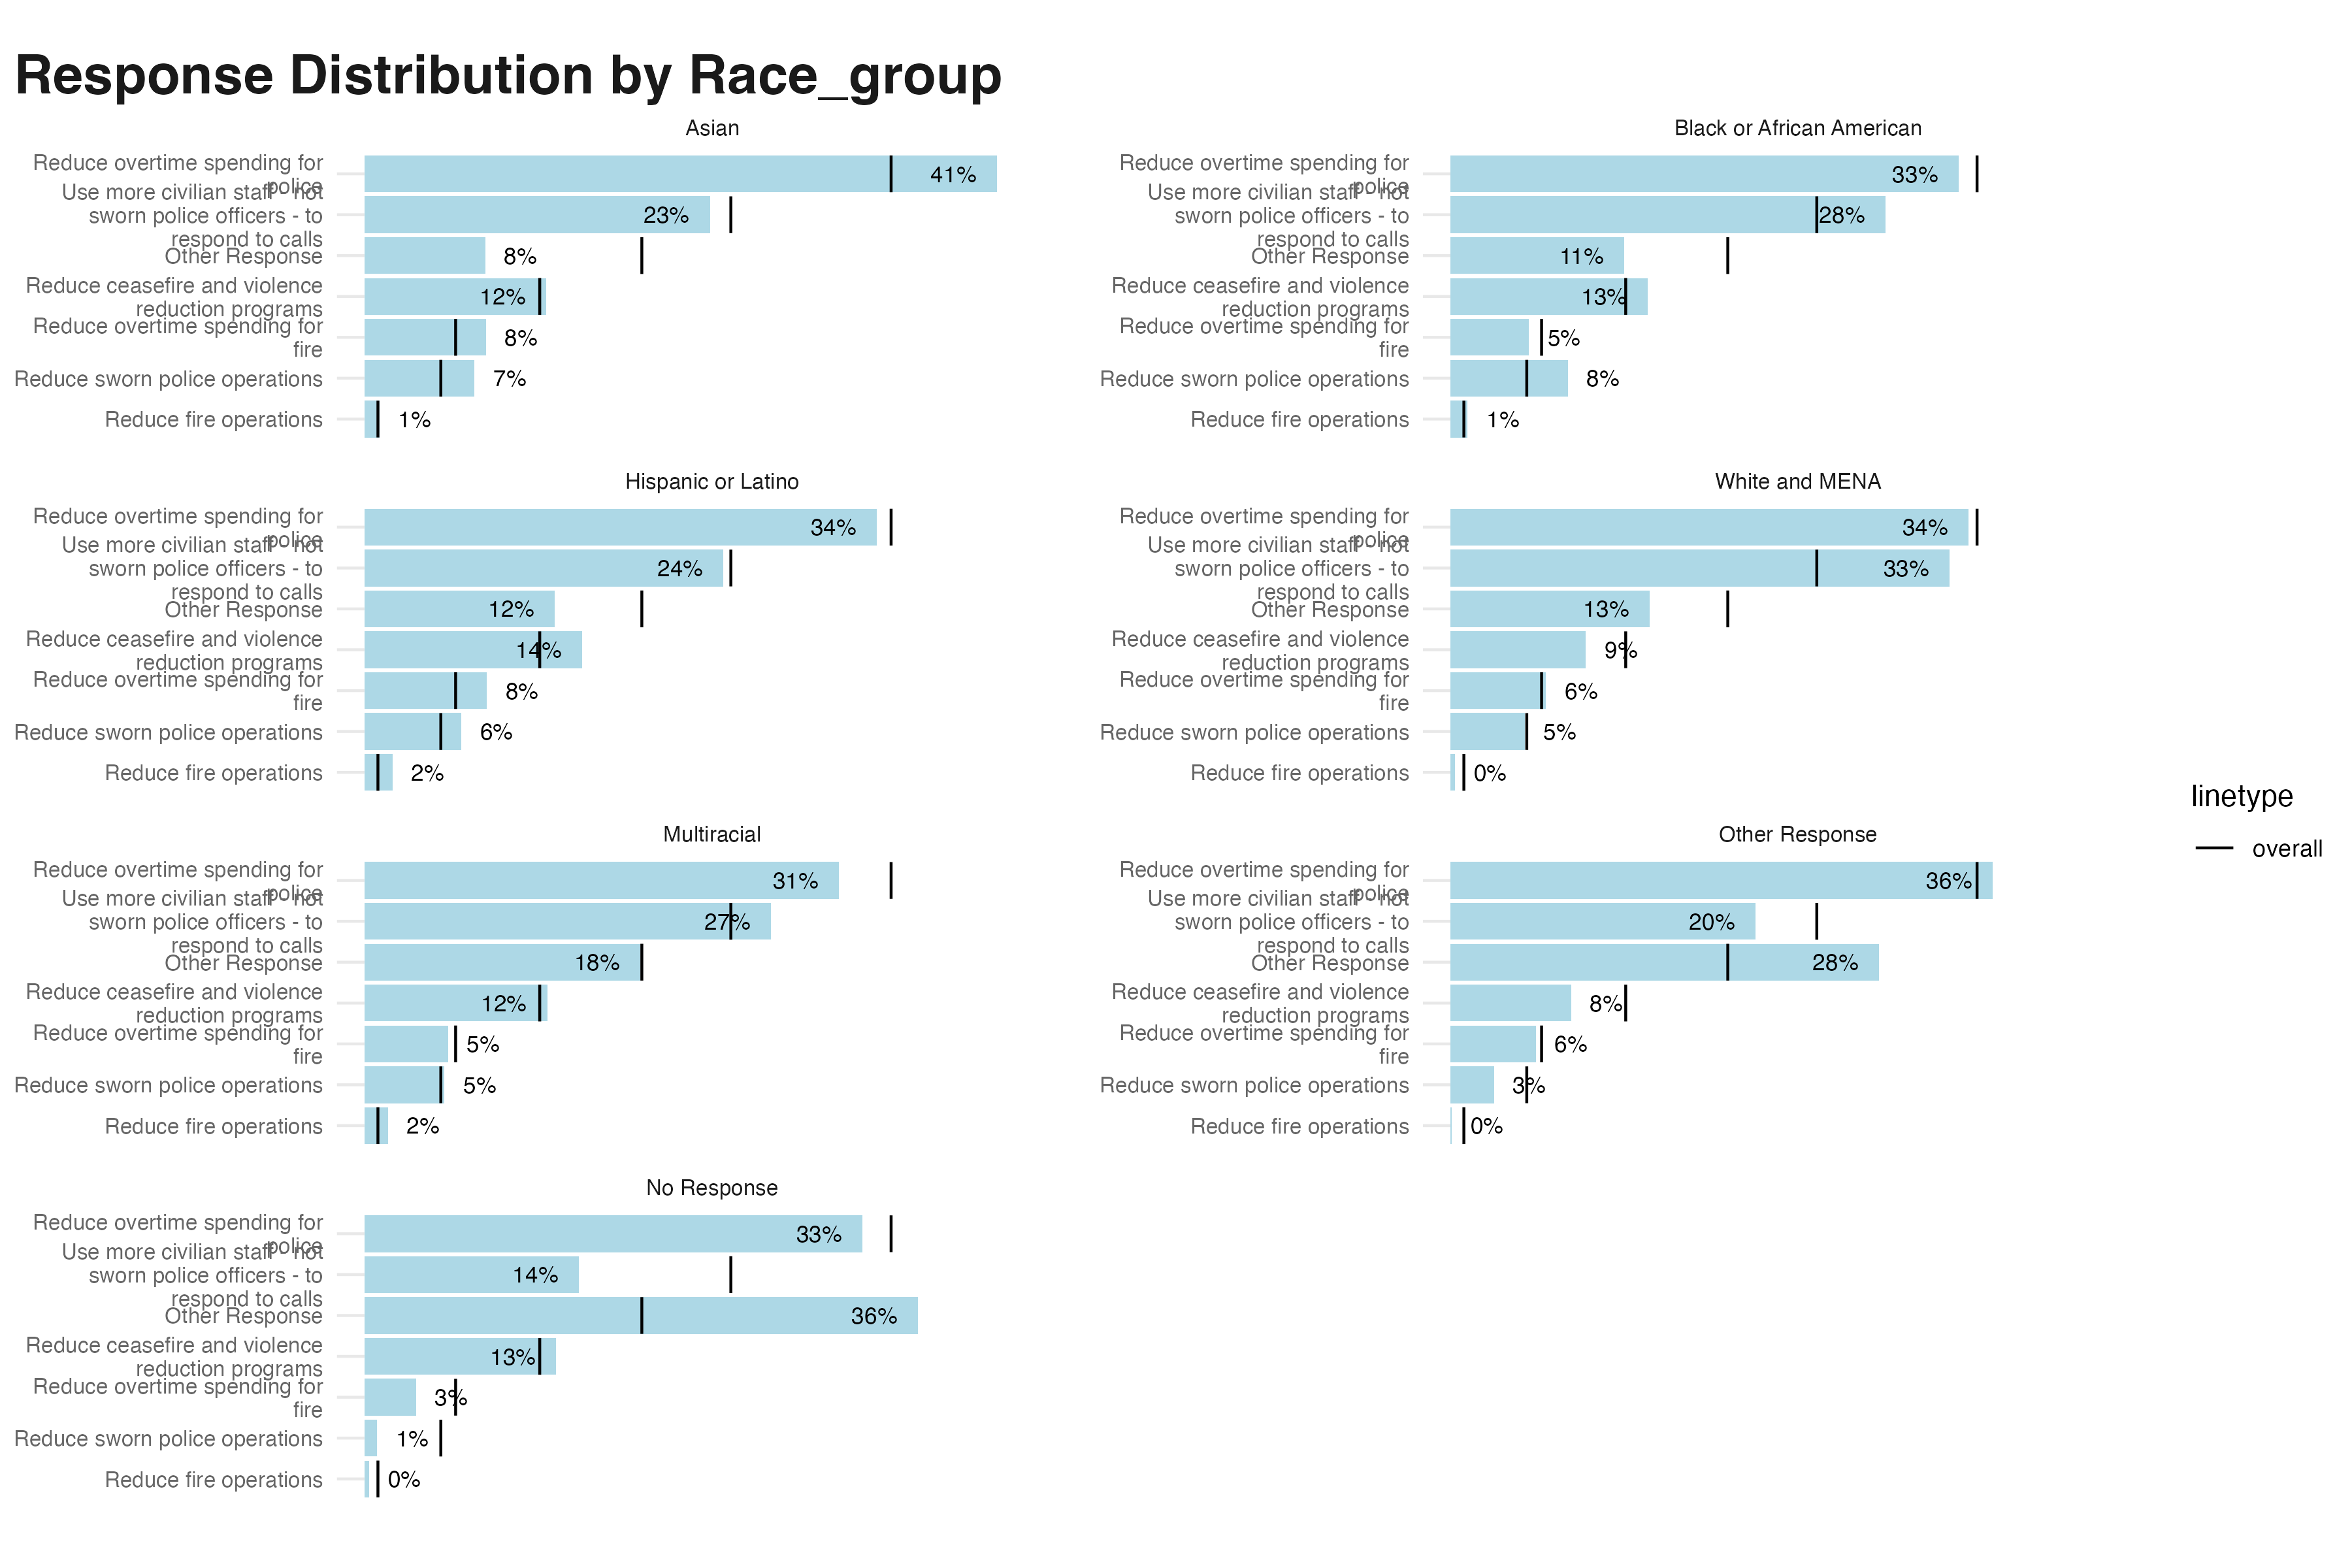 Response Distribution by Race_group
Asian
Reduce overtime spending for
police
41%
Use more civilian staff - not
sworn police officers - to
respond to calls
23%
Other Response
8%
Reduce ceasefire and violence
reduction programs
12%
Reduce overtime spending for
fire
8%
Reduce sworn police operations
7%
Reduce fire operations
1%
Black or African American
Reduce overtime spending for
police
33%
Use more civilian staff - not
sworn police officers - to
respond to calls
28%
Other Response
11%
Reduce ceasefire and violence
reduction programs
13%
Reduce overtime spending for
fire
5%
Reduce sworn police operations
8%
Reduce fire operations
1%
Hispanic or Latino
Reduce overtime spending for
police
34%
Use more civilian staff - not
sworn police officers - to
respond to calls
24%
Other Response
12%
Reduce ceasefire and violence
reduction programs
14%
Reduce overtime spending for
fire
8%
Reduce sworn police operations
6%
Reduce fire operations
2%
White and MENA
Reduce overtime spending for
police
34%
Use more civilian staff - not
sworn police officers - to
respond to calls
33%
Other Response
13%
Reduce ceasefire and violence
reduction programs
9%
Reduce overtime spending for
fire
6%
Reduce sworn police operations
5%
Reduce fire operations
0%
Multiracial
Reduce overtime spending for
police
31%
Use more civilian staff - not
sworn police officers - to
respond to calls
27%
Other Response
18%
Reduce ceasefire and violence
reduction programs
12%
Reduce overtime spending for
fire
5%
Reduce sworn police operations
5%
Reduce fire operations
2%
Other Response
Reduce overtime spending for
police
36%
Use more civilian staff - not
sworn police officers - to
respond to calls
20%
Other Response
28%
Reduce ceasefire and violence
reduction programs
8%
Reduce overtime spending for
fire
6%
Reduce sworn police operations
3%
Reduce fire operations
0%
No Response
Reduce overtime spending for
police
33%
Use more civilian staff - not
sworn police officers - to
respond to calls
14%
Other Response
36%
Reduce ceasefire and violence
reduction programs
13%
Reduce overtime spending for
fire
3%
Reduce sworn police operations
1%
Reduce fire operations
0%
linetype
overall